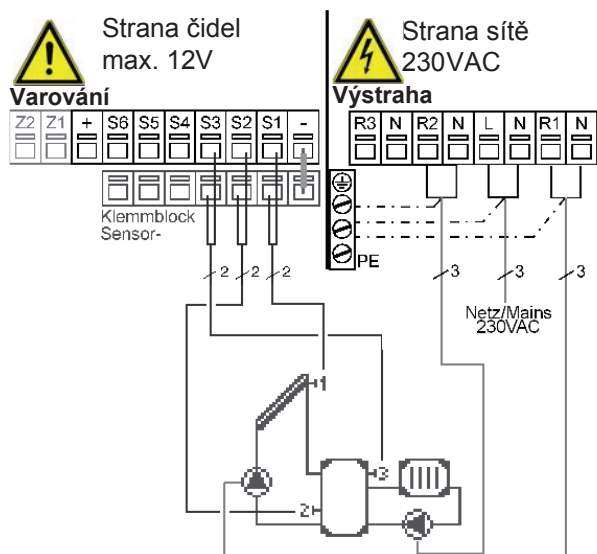 Strana čidel
max. 12V
Varování
Strana sítě
230VAC
Výstraha
Z2 Z1 + S6 S5 S4 S3 S2 S1 -
R3 N R2 N L N R1 N
Klemmblock
Sensor-
PE
2 2 2
3 3 3
Netz/Mains
230VAC
1
3
2